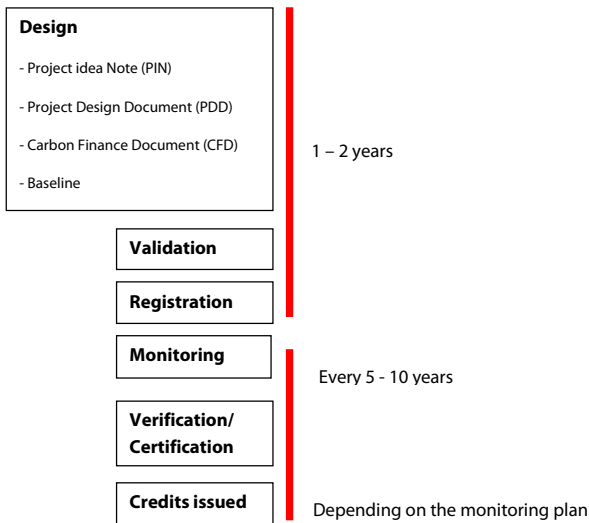 Design
- Project idea Note (PIN)
- Project Design Document (PDD)
- Carbon Finance Document (CFD)
- Baseline
1 – 2 years
Validation
Registration
Monitoring
Every 5 - 10 years
Verification/
Certification
Credits issued
Depending on the monitoring plan